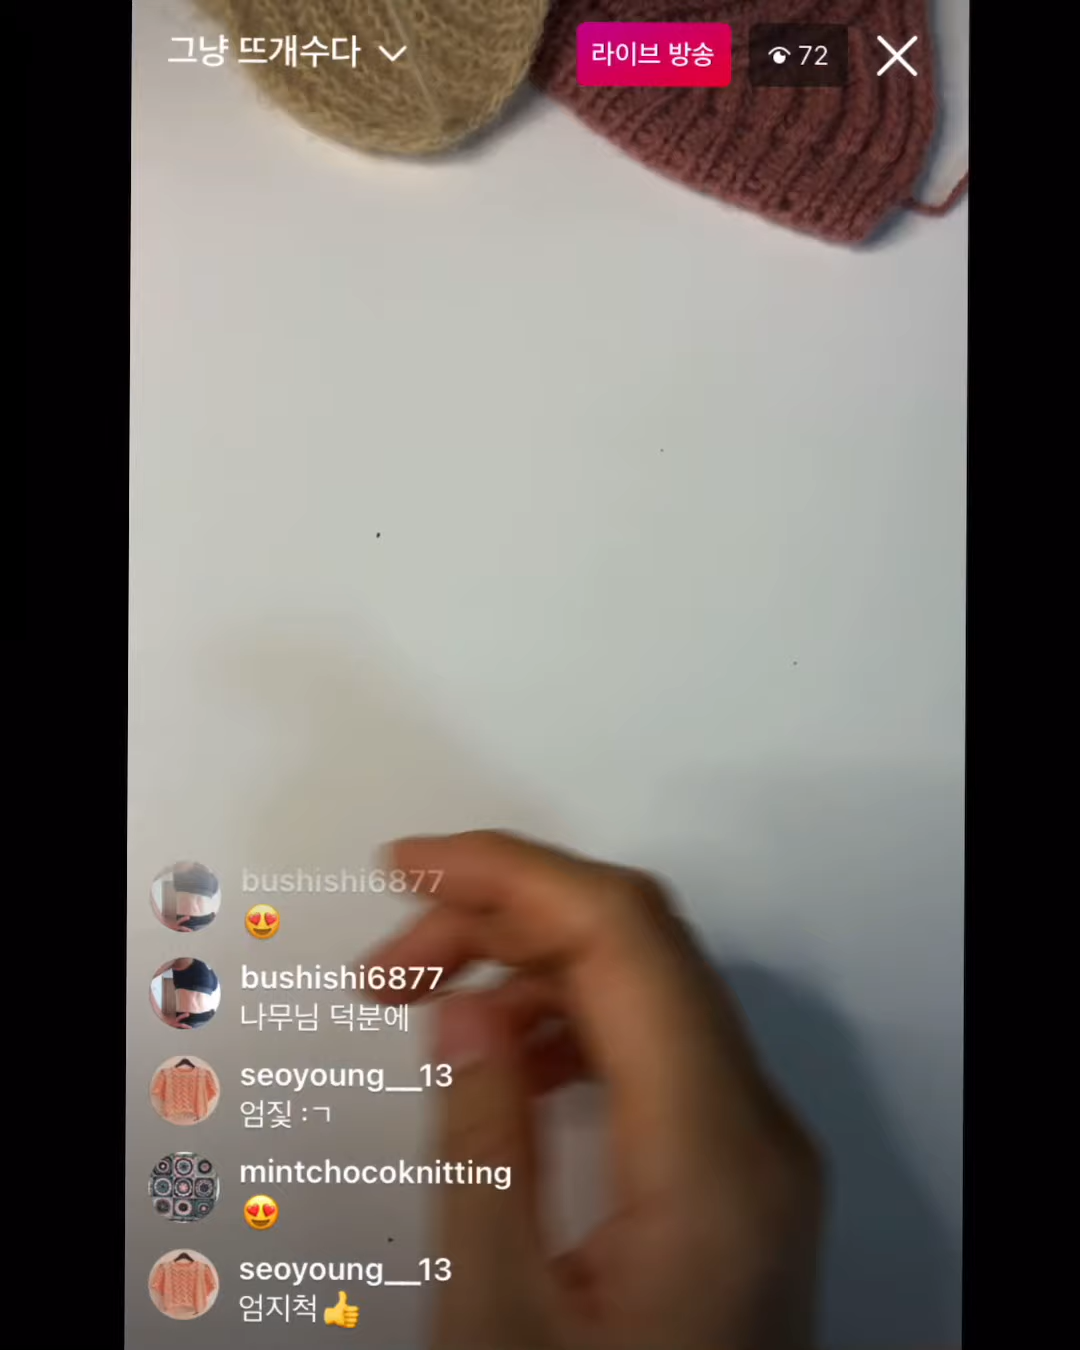 그냥 뜨개수다
라이브 방송
72
bushishi6877
😍
bushishi6877
나무님 덕분에
seoyoung__13
엄짗 :ㄱ
mintchocoknitting
😍
seoyoung__13
엄지척👍